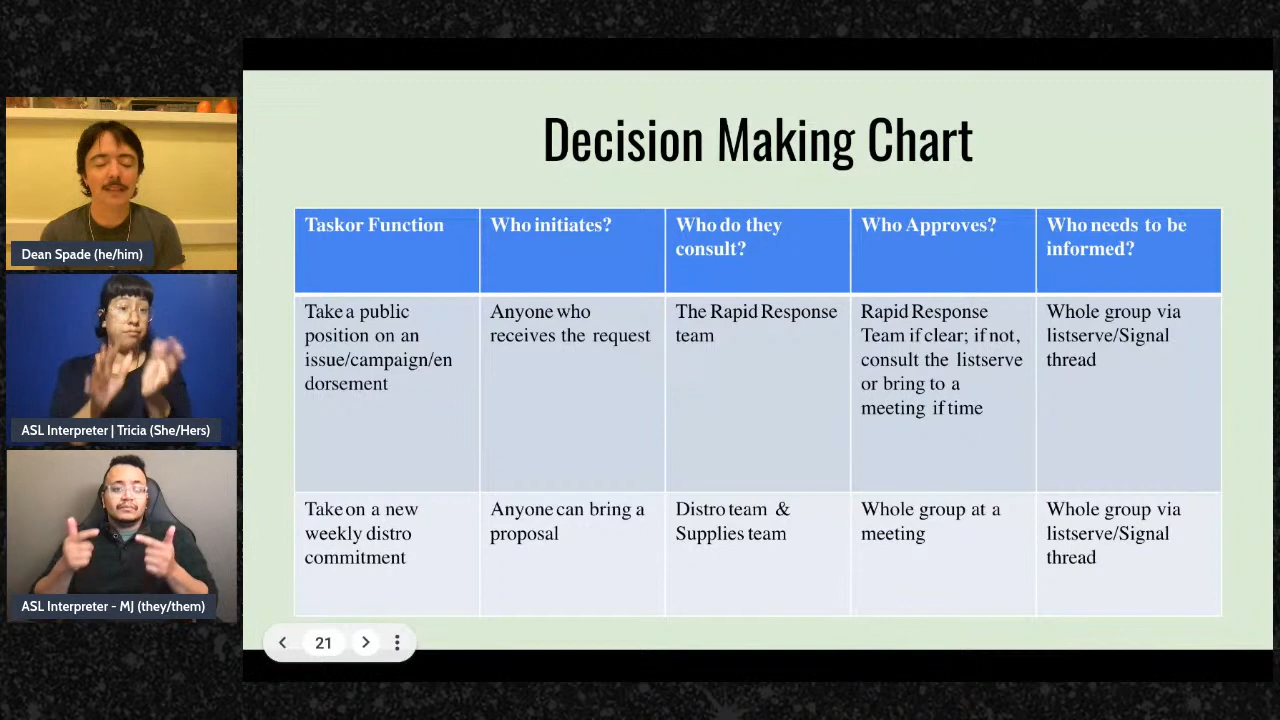 Decision Making Chart
Taskor Function
Who initiates?
Who do they
consult?
Who Approves?
Who needs to be
informed?
Take a public
position on an
issue/campaign/en
dorsement
Anyone who
receives the request
The Rapid Response
team
Rapid Response
Team if clear; if not,
consult the listserve
or bring to a
meeting if time
Whole group via
listserve/Signal
thread
Take on a new
weekly distro
commitment
Anyone can bring a
proposal
Distro team &
Supplies team
Whole group at a
meeting
Whole group via
listserve/Signal
thread
21
Dean Spade (he/him)
ASL Interpreter | Tricia (She/Hers)
ASL Interpreter - MJ (they/them)